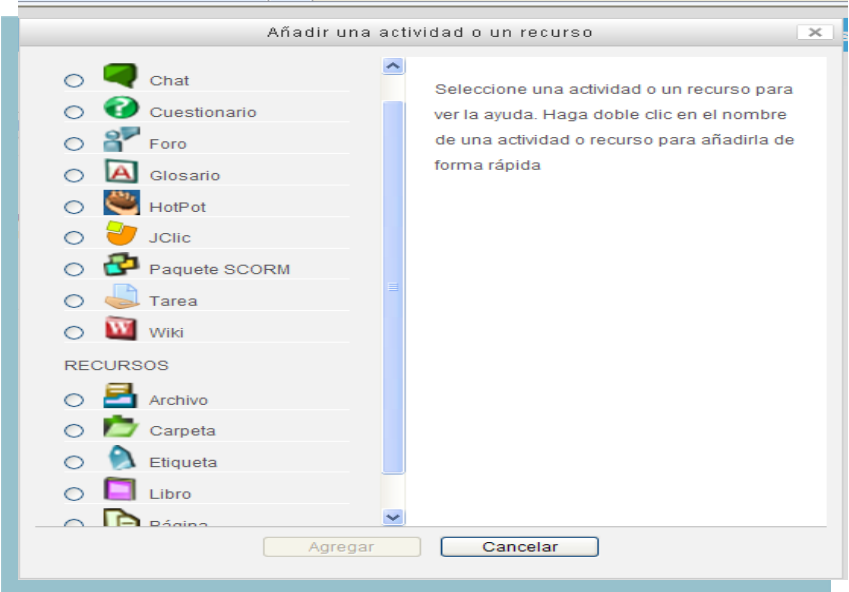 Añadir una actividad o un recurso
Chat
Cuestionario
Foro
Glosario
HotPot
JClic
Paquete SCORM
Tarea
Wiki
RECURSOS
Archivo
Carpeta
Etiqueta
Libro
Página
Seleccione una actividad o un recurso para
ver la ayuda. Haga doble clic en el nombre
de una actividad o recurso para añadirla de
forma rápida
Agregar
Cancelar